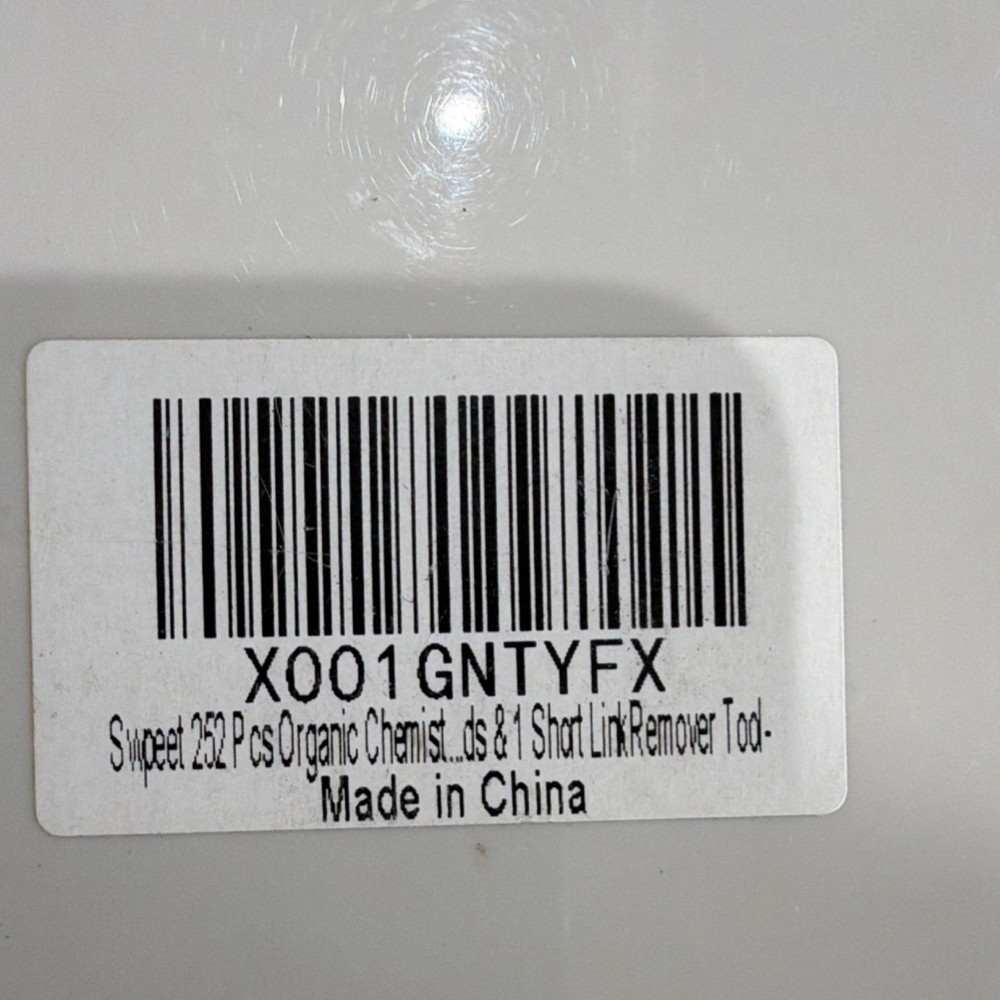 X001GNTYFX
Swpeet 252 Pcs Organic Chemist...ds & 1 Short Link Remover Tool-
Made in China